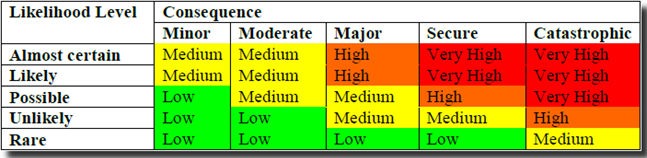 Likelihood Level Consequence
Minor Moderate Major Secure Catastrophic
Almost certain Medium Medium High Very High Very High
Likely Medium Medium High Very High Very High
Possible Low Medium Medium High Very High
Unlikely Low Low Medium Medium High
Rare Low Low Low Low Medium